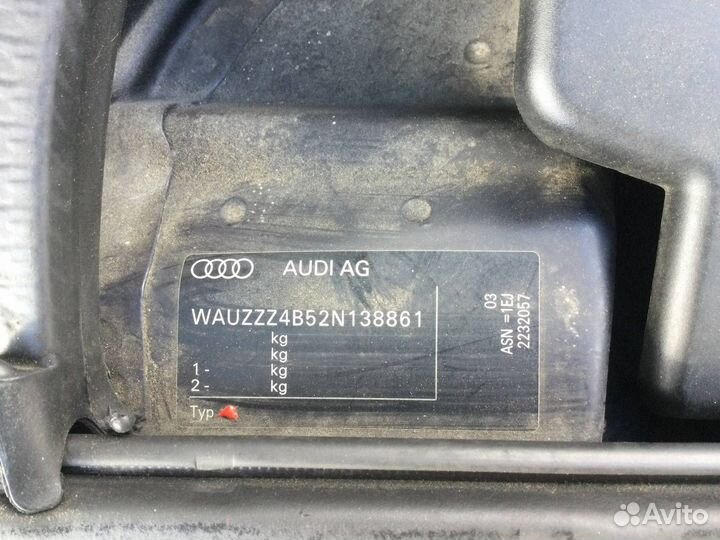 AUDI AG
WAUZZZ4B52N138861
kg
kg
1 - kg
2 - kg
Typ
03
ASN =1EJ
2232057
Avito